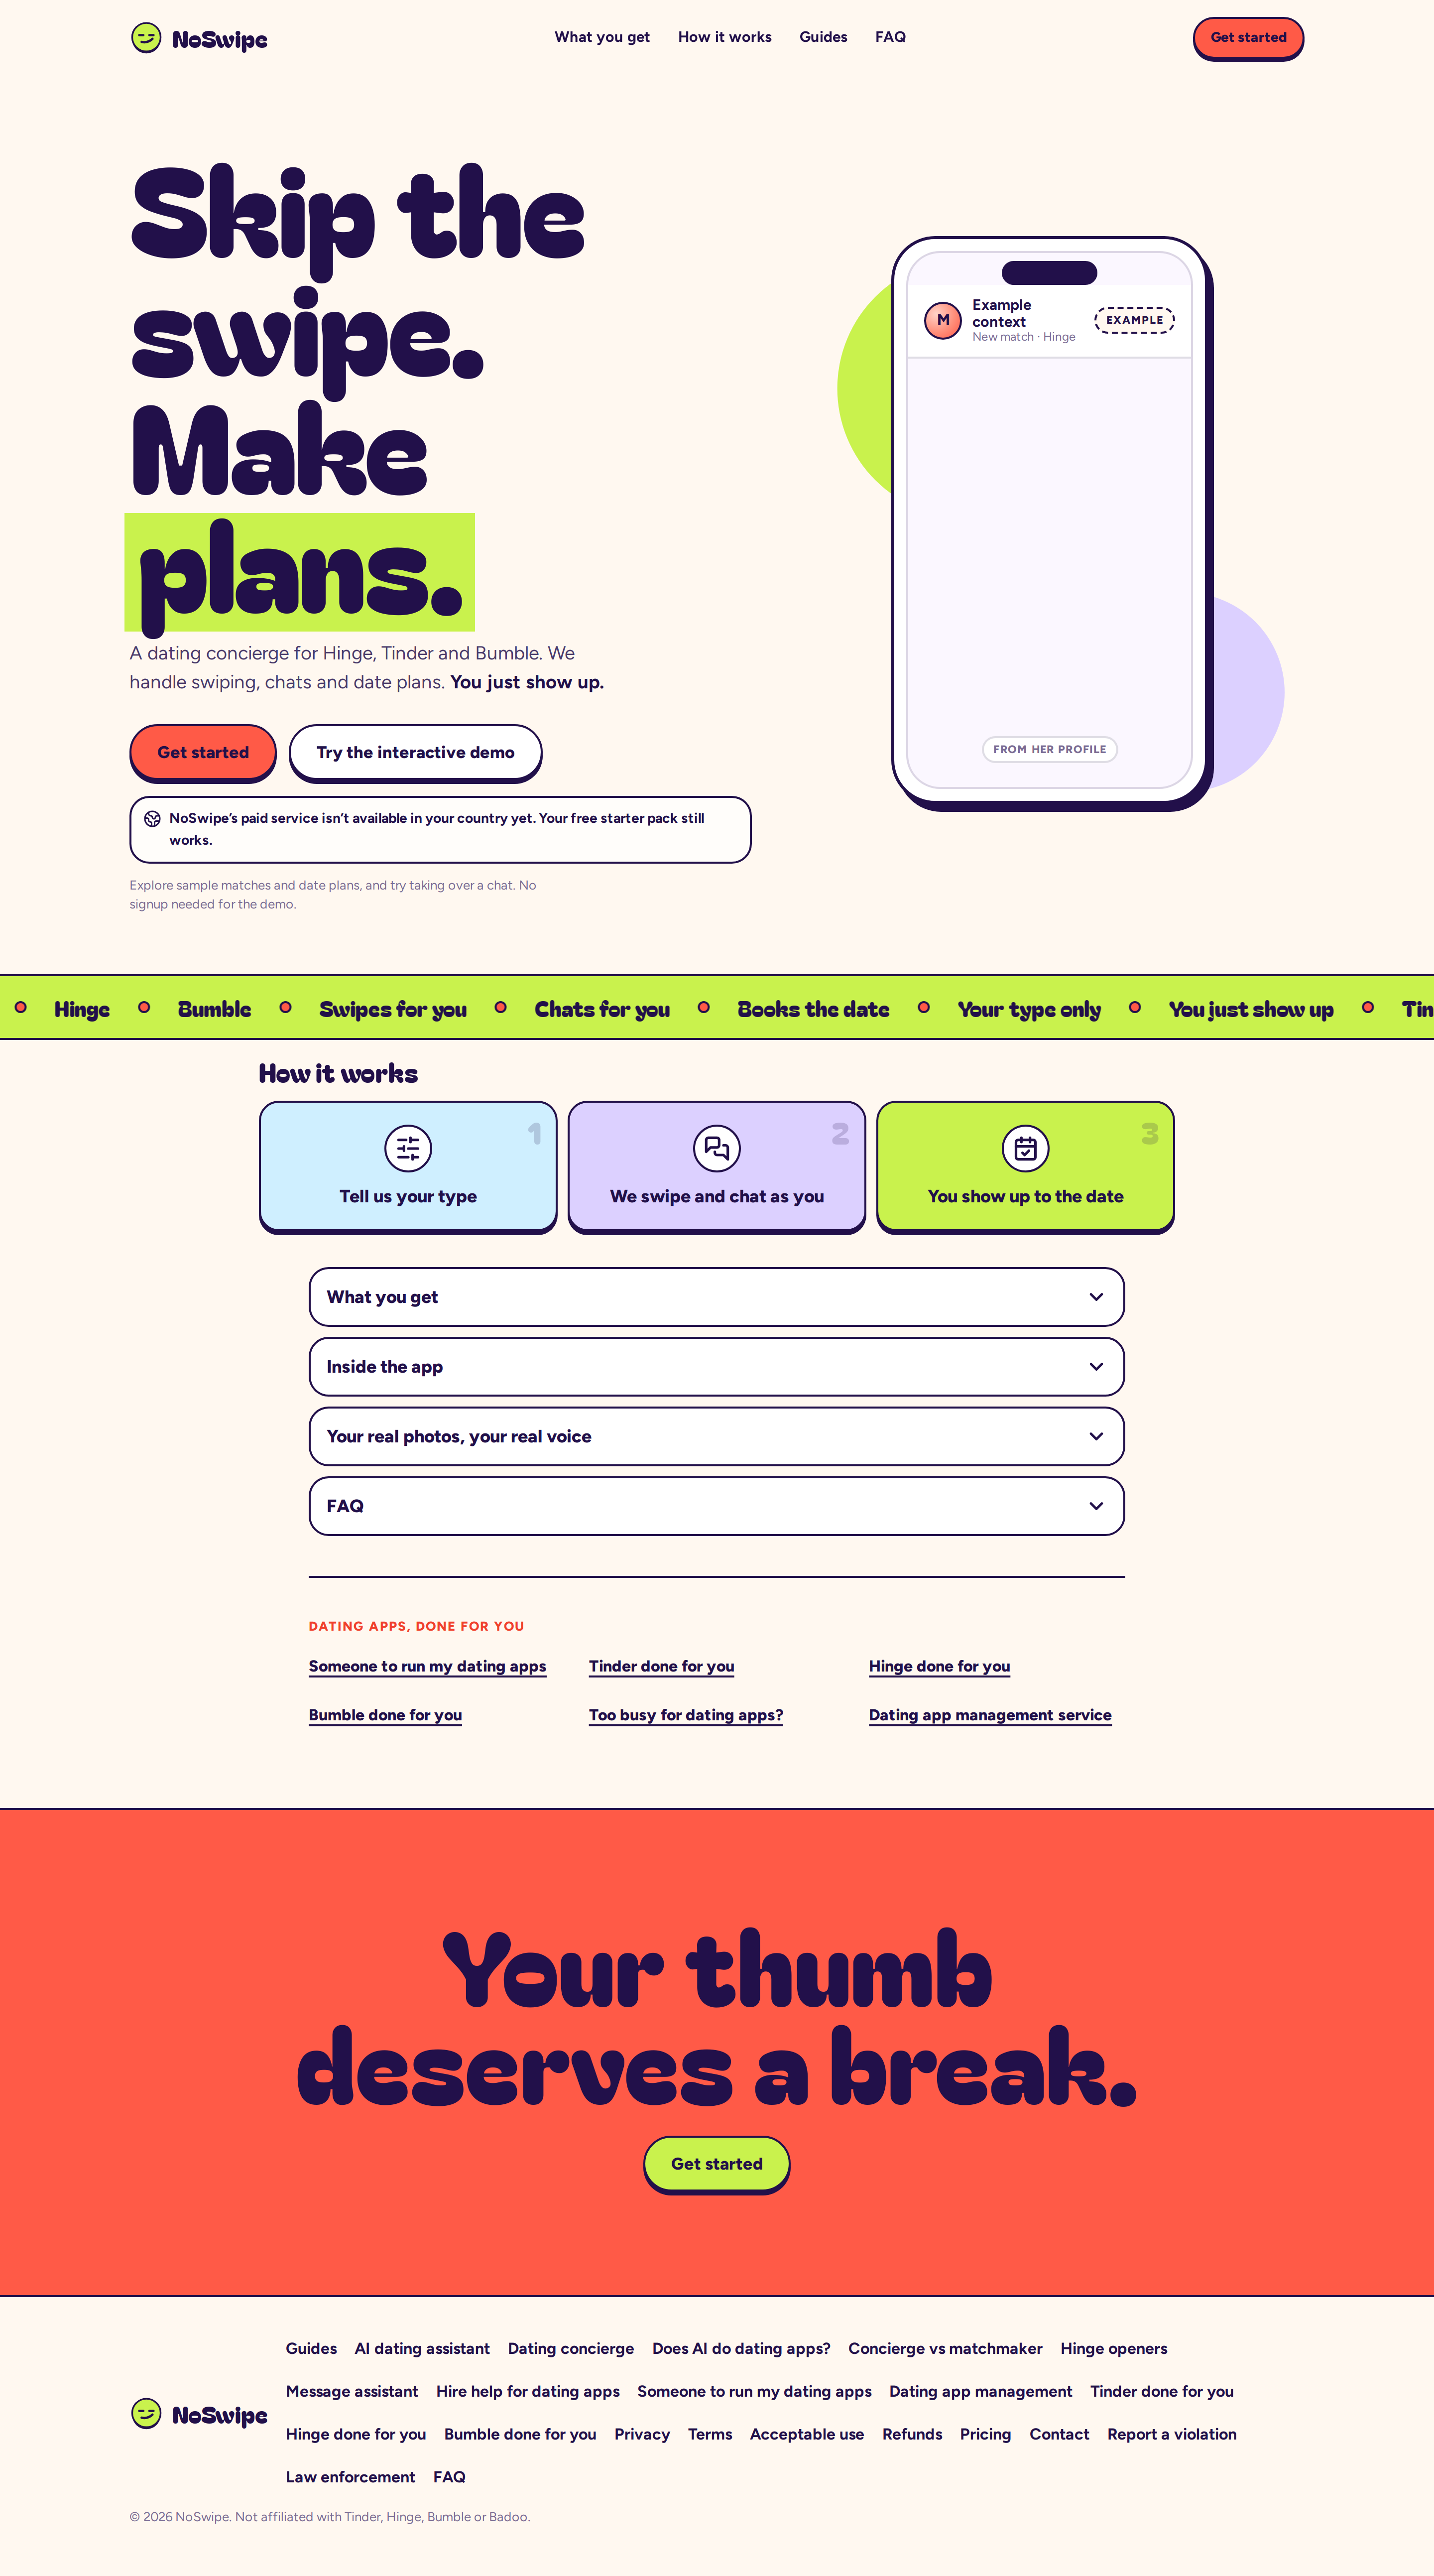 NoSwipe
What you get
How it works
Guides
FAQ
Get started
Skip the
swipe.
Make
plans.
A dating concierge for Hinge, Tinder and Bumble. We
handle swiping, chats and date plans. You just show up.
Get started
Try the interactive demo
NoSwipe’s paid service isn’t available in your country yet. Your free starter pack still
works.
Explore sample matches and date plans, and try taking over a chat. No
signup needed for the demo.
M
Example
context
New match · Hinge
EXAMPLE
FROM HER PROFILE
Hinge
Bumble
Swipes for you
Chats for you
Books the date
Your type only
You just show up
Tin
How it works
1
Tell us your type
2
We swipe and chat as you
3
You show up to the date
What you get
Inside the app
Your real photos, your real voice
FAQ
DATING APPS, DONE FOR YOU
Someone to run my dating apps
Tinder done for you
Hinge done for you
Bumble done for you
Too busy for dating apps?
Dating app management service
Your thumb
deserves a break.
Get started
NoSwipe
Guides AI dating assistant Dating concierge Does AI do dating apps? Concierge vs matchmaker Hinge openers
Message assistant Hire help for dating apps Someone to run my dating apps Dating app management Tinder done for you
Hinge done for you Bumble done for you Privacy Terms Acceptable use Refunds Pricing Contact Report a violation
Law enforcement FAQ
© 2026 NoSwipe. Not affiliated with Tinder, Hinge, Bumble or Badoo.